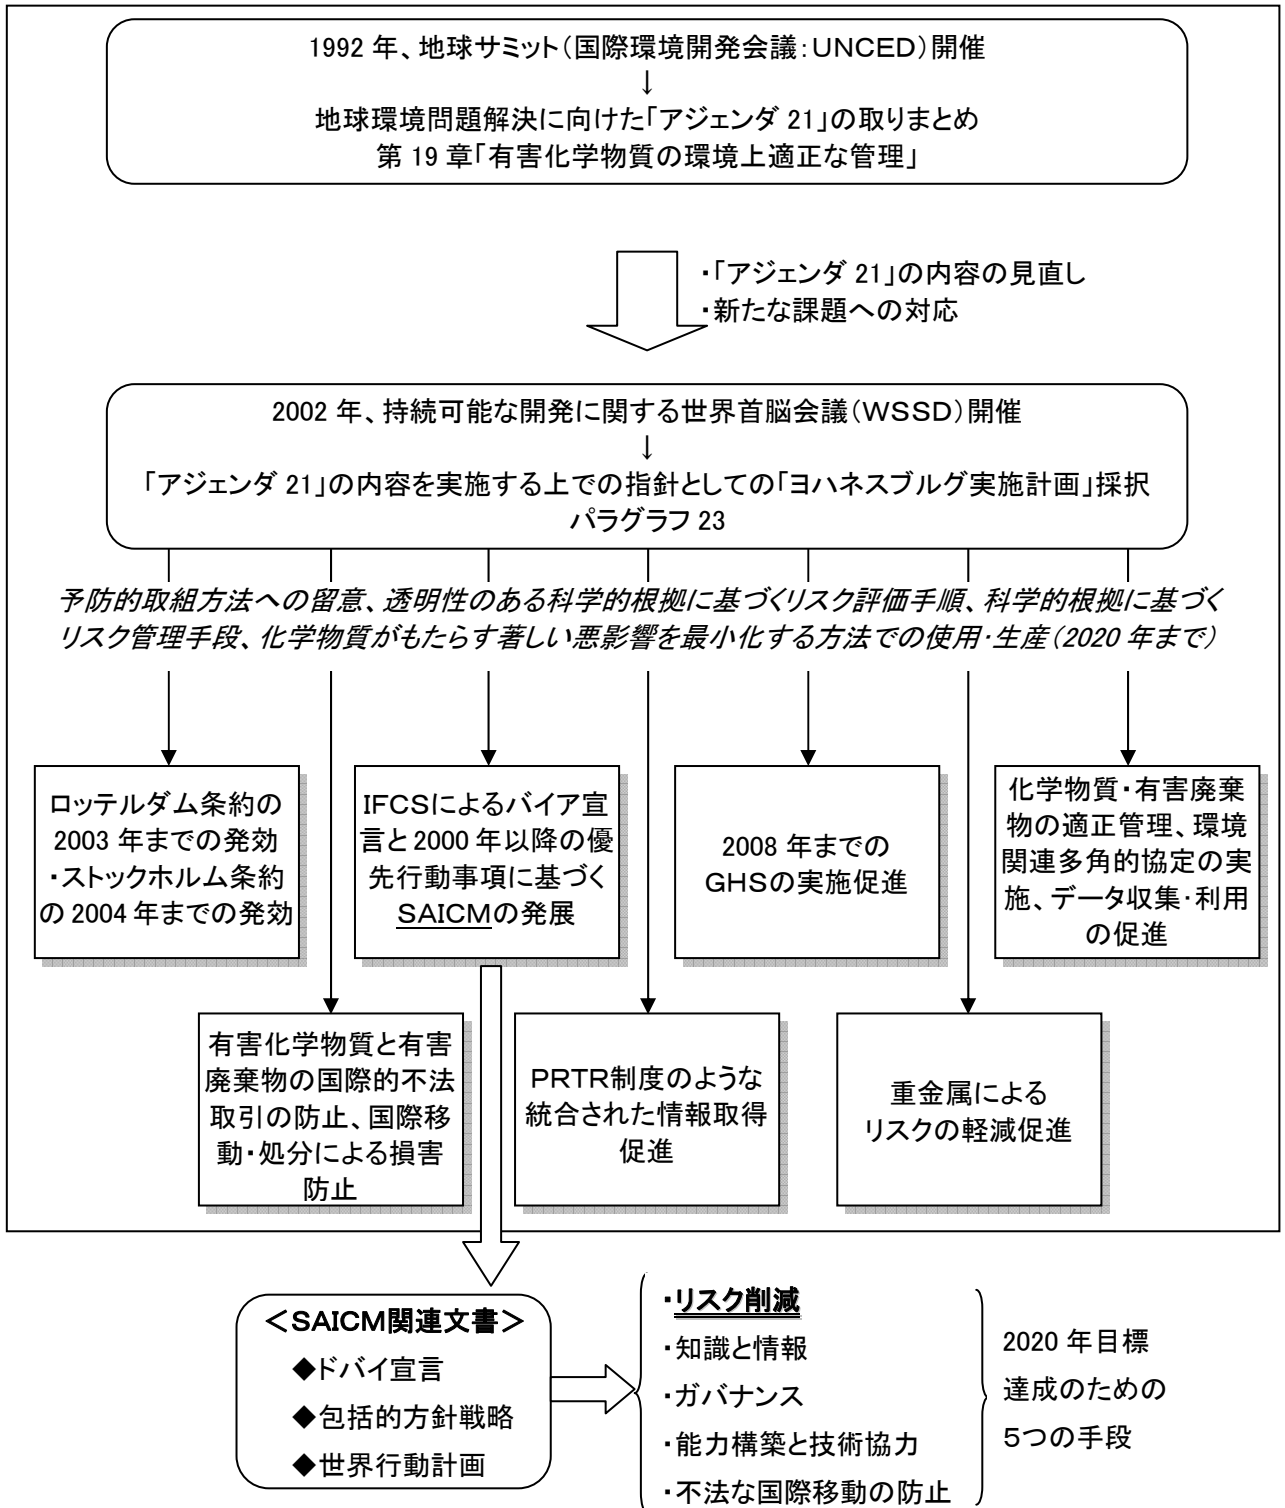 1992 年、地球サミット（国際環境開発会議：ＵＮＣＥＤ）開催
↓
地球環境問題解決に向けた「アジェンダ 21」の取りまとめ
第 19 章「有害化学物質の環境上適正な管理」
・「アジェンダ 21」の内容の見直し
・新たな課題への対応
2002 年、持続可能な開発に関する世界首脳会議（ＷＳＳＤ）開催
↓
「アジェンダ 21」の内容を実施する上での指針としての「ヨハネスブルグ実施計画」採択
パラグラフ 23
予防的取組方法への留意、透明性のある科学的根拠に基づくリスク評価手順、科学的根拠に基づく
リスク管理手段、化学物質がもたらす著しい悪影響を最小化する方法での使用・生産（2020 年まで）
ロッテルダム条約の
2003 年までの発効
・ストックホルム条約
の 2004 年までの発効
IFCSによるバイア宣
言と 2000 年以降の優
先行動事項に基づく
SAICMの発展
2008 年までの
GHSの実施促進
化学物質・有害廃棄
物の適正管理、環境
関連多角的協定の実
施、データ収集・利用
の促進
有害化学物質と有害
廃棄物の国際的不法
取引の防止、国際移
動・処分による損害
防止
ＰＲＴＲ制度のような
統合された情報取得
促進
重金属による
リスクの軽減促進
＜SAICM関連文書＞
◆ドバイ宣言
◆包括的方針戦略
◆世界行動計画
・リスク削減
・知識と情報
・ガバナンス
・能力構築と技術協力
・不法な国際移動の防止
2020 年目標
達成のための
５つの手段